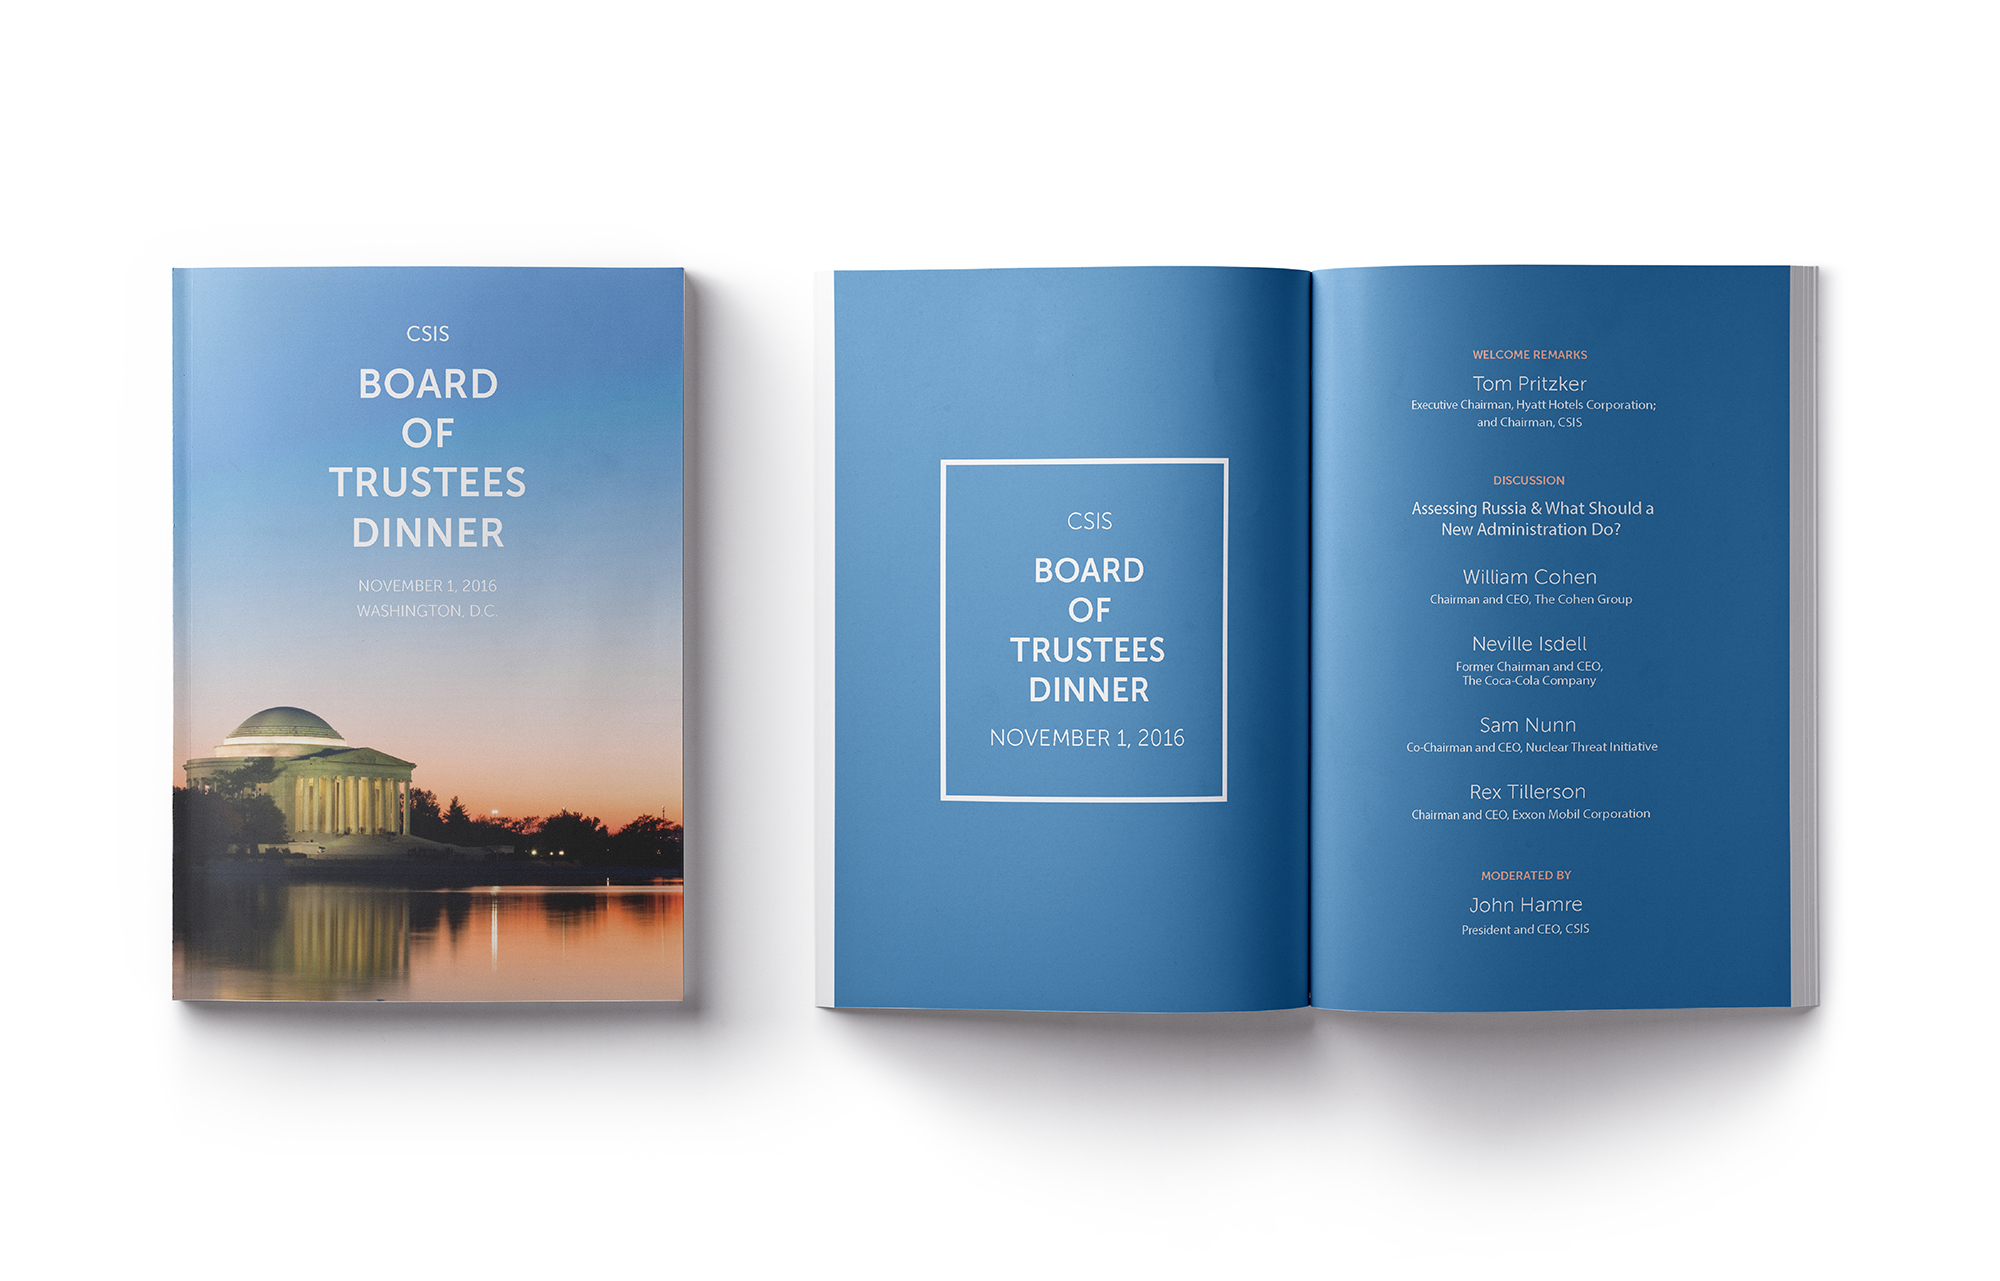 CSIS
BOARD
OF
TRUSTEES
DINNER
NOVEMBER 1, 2016
WASHINGTON, D.C.
CSIS
BOARD
OF
TRUSTEES
DINNER
NOVEMBER 1, 2016
WELCOME REMARKS
Tom Pritzker
Executive Chairman, Hyatt Hotels Corporation;
and Chairman, CSIS
DISCUSSION
Assessing Russia & What Should a
New Administration Do?
William Cohen
Chairman and CEO, The Cohen Group
Neville Isdell
Former Chairman and CEO,
The Coca-Cola Company
Sam Nunn
Co-Chairman and CEO, Nuclear Threat Initiative
Rex Tillerson
Chairman and CEO, Exxon Mobil Corporation
MODERATED BY
John Hamre
President and CEO, CSIS